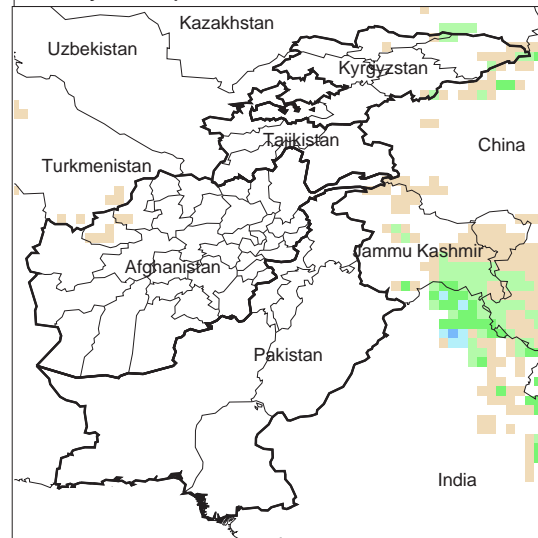 Kazakhstan
Uzbekistan
Kyrgyzstan
Tajikistan
China
Turkmenistan
Jammu Kashmir
Afghanistan
Pakistan
India